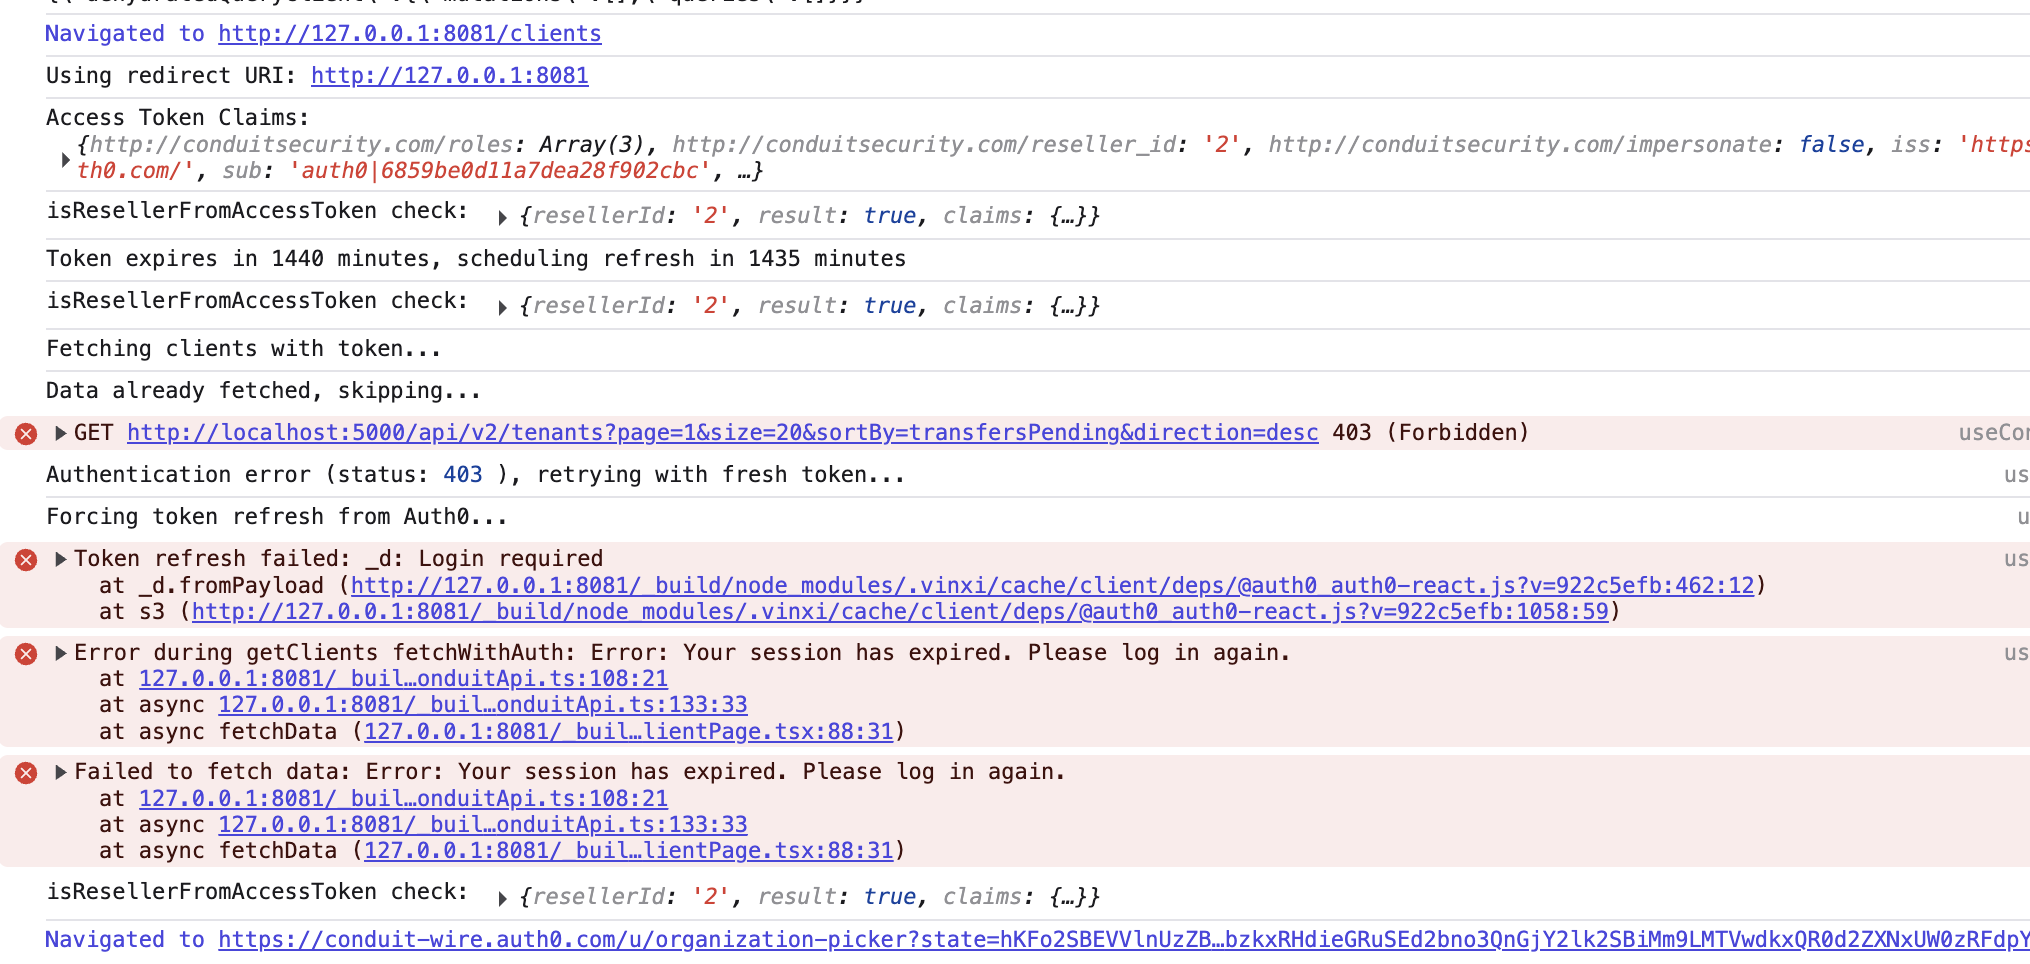 Navigated to http://127.0.0.1:8081/clients
Using redirect URI: http://127.0.0.1:8081
Access Token Claims:
{http://conduitsecurity.com/roles: Array(3), http://conduitsecurity.com/reseller_id: '2', http://conduitsecurity.com/impersonate: false, iss: 'https
th0.com/', sub: 'auth0|6859be0d11a7dea28f902cbc', …}
isResellerFromAccessToken check: {resellerId: '2', result: true, claims: {…}}
Token expires in 1440 minutes, scheduling refresh in 1435 minutes
isResellerFromAccessToken check: {resellerId: '2', result: true, claims: {…}}
Fetching clients with token...
Data already fetched, skipping...
GET http://localhost:5000/api/v2/tenants?page=1&size=20&sortBy=transfersPending&direction=desc 403 (Forbidden) useCon
Authentication error (status: 403 ), retrying with fresh token... us
Forcing token refresh from Auth0... u
Token refresh failed: _d: Login required us
at _d.fromPayload (http://127.0.0.1:8081/_build/node_modules/.vinxi/cache/client/deps/@auth0_auth0-react.js?v=922c5efb:462:12)
at s3 (http://127.0.0.1:8081/_build/node_modules/.vinxi/cache/client/deps/@auth0_auth0-react.js?v=922c5efb:1058:59)
Error during getClients fetchWithAuth: Error: Your session has expired. Please log in again. us
at 127.0.0.1:8081/_buil…onduitApi.ts:108:21
at async 127.0.0.1:8081/_buil…onduitApi.ts:133:33
at async fetchData (127.0.0.1:8081/_buil…lientPage.tsx:88:31)
Failed to fetch data: Error: Your session has expired. Please log in again.
at 127.0.0.1:8081/_buil…onduitApi.ts:108:21
at async 127.0.0.1:8081/_buil…onduitApi.ts:133:33
at async fetchData (127.0.0.1:8081/_buil…lientPage.tsx:88:31)
isResellerFromAccessToken check: {resellerId: '2', result: true, claims: {…}}
Navigated to https://conduit-wire.auth0.com/u/organization-picker?state=hKFo2SBEVVlnUzZB…bzkxRHdieGRuSEd2bno3QnGjY2lk2SBiMm9LMTVwdkxQR0d2ZXNxUW0zRFdpY